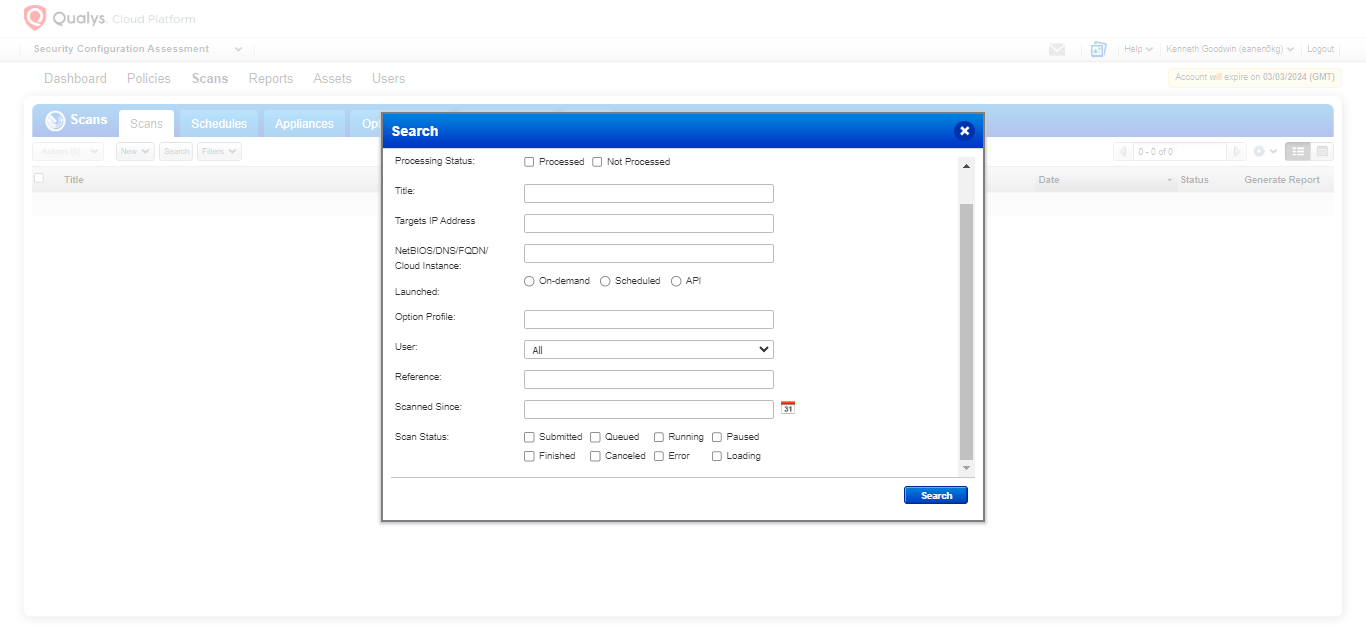 Qualys. Cloud Platform
Security Configuration Assessment
Help
Kenneth Goodwin
Logout
Dashboard Policies Scans Reports Assets Users
Account will expire on 03/03/2024 (GMT)
Scans
Scans Schedules Appliances Op
Actions (0) New Search Filters
0 - 0 of 0
Title Date Status Generate Report
Search
Processing Status: Processed Not Processed
Title:
Targets IP Address
NetBIOS/DNS/FQDN/
Cloud Instance:
On-demand Scheduled API
Launched:
Option Profile:
User: All
Reference:
Scanned Since: 31
Scan Status: Submitted Queued Running Paused
Finished Canceled Error Loading
Search